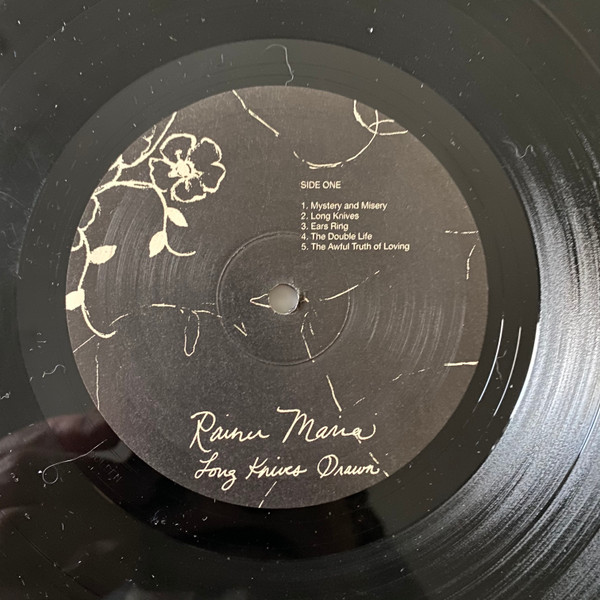 SIDE ONE
1. Mystery and Misery
2. Long Knives
3. Ears Ring
4. The Double Life
5. The Awful Truth of Loving
Rainer Maria
Long Knives Drawn